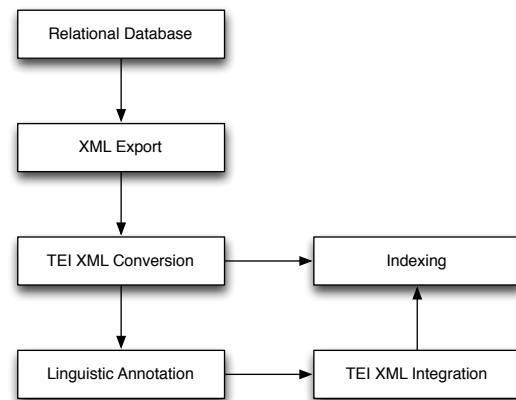 Relational Database
XML Export
TEI XML Conversion
Indexing
Linguistic Annotation
TEI XML Integration